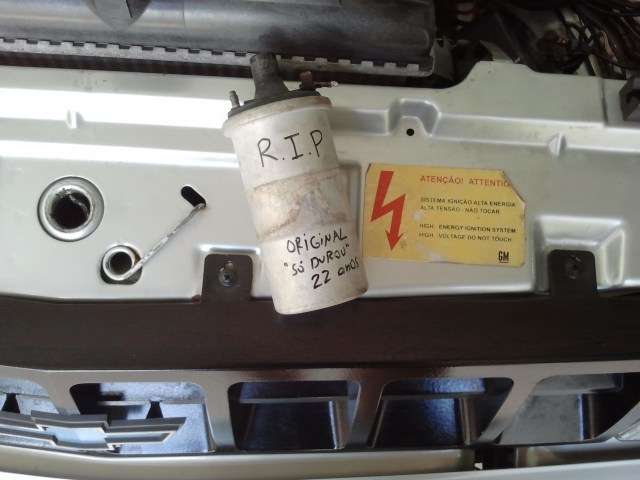 R.I.P
ORIGINAL
"SÓ DUROU"
22 anos
ATENÇÃO! ATTENTIO
SISTEMA IGNIÇÃO ALTA ENERGIA
ALTA TENSÃO - NÃO TOCAR
HIGH ENERGY IGNITION SYSTEM
HIGH VOLTAGE DO NOT TOUCH
GM